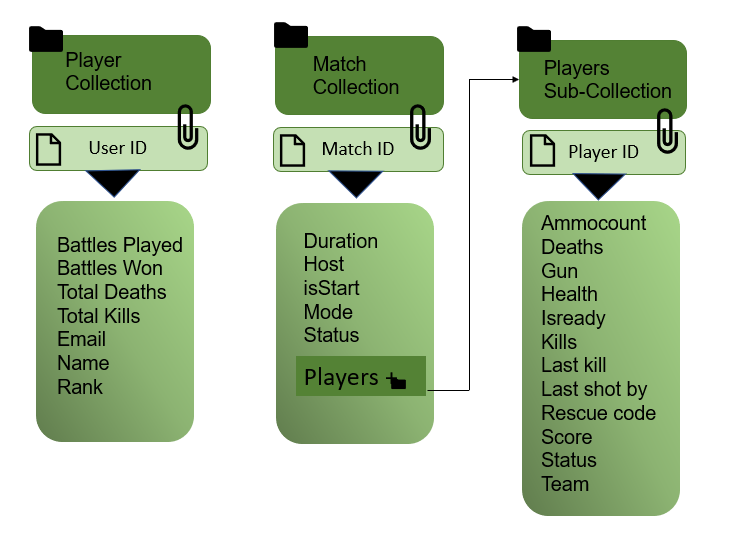 Player
Collection
User ID
Battles Played
Battles Won
Total Deaths
Total Kills
Email
Name
Rank
Match
Collection
Match ID
Duration
Host
isStart
Mode
Status
Players +
Players
Sub-Collection
Player ID
Ammocount
Deaths
Gun
Health
Isready
Kills
Last kill
Last shot by
Rescue code
Score
Status
Team